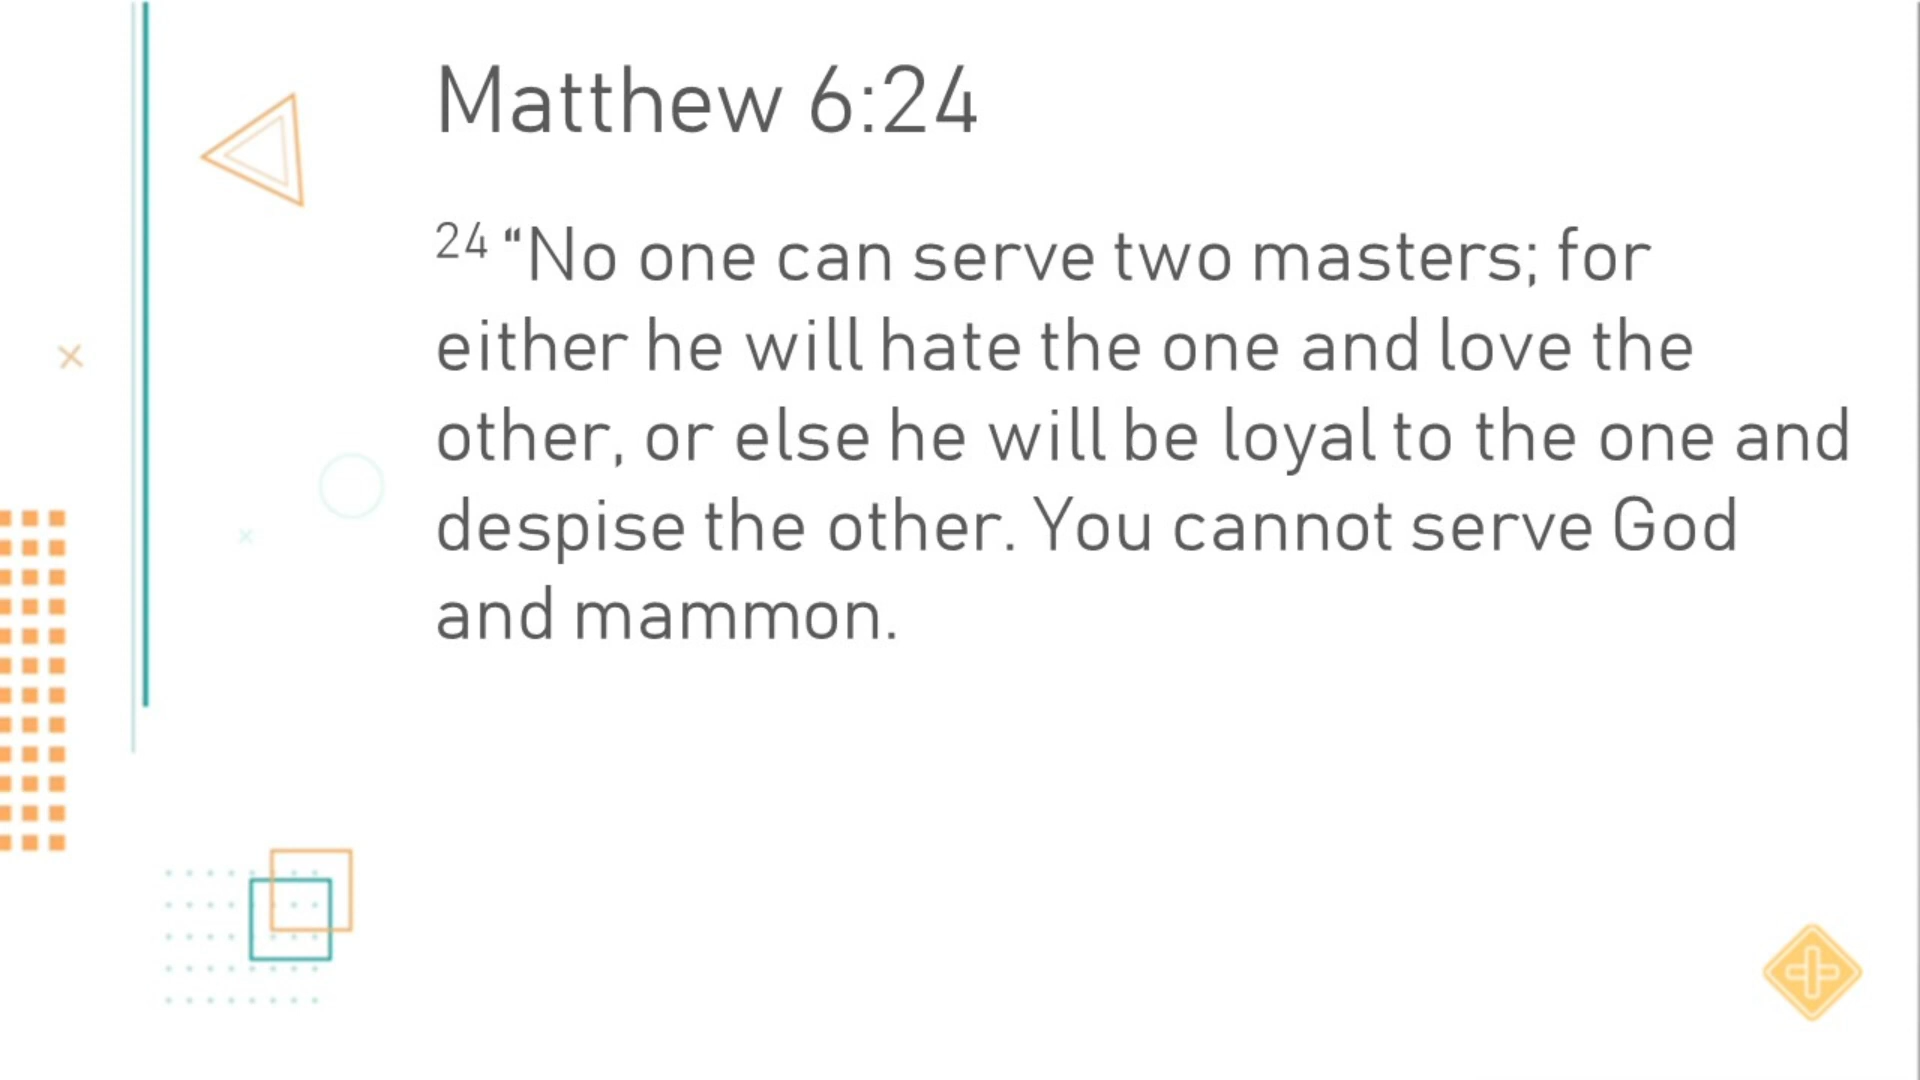 Matthew 6:24
24 “No one can serve two masters; for
either he will hate the one and love the
other, or else he will be loyal to the one and
despise the other. You cannot serve God
and mammon.